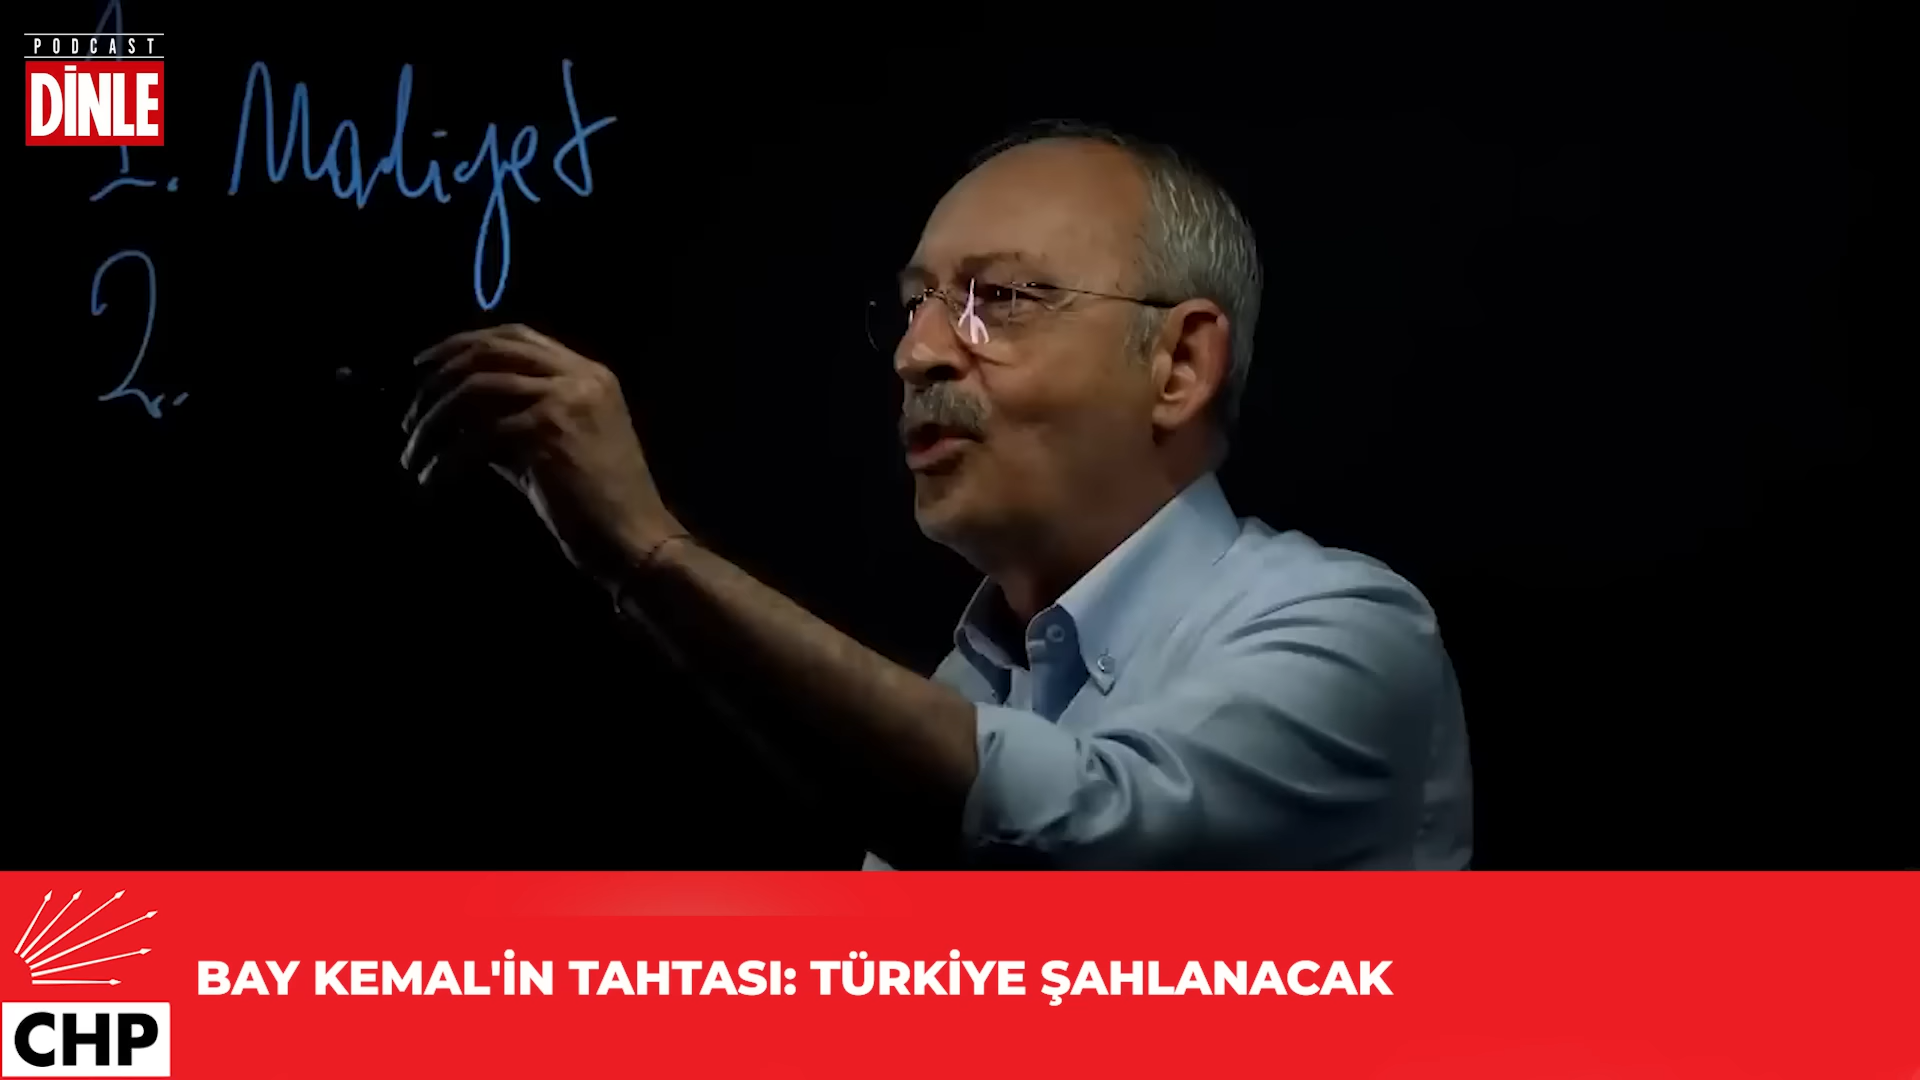 PODCAST
DİNLE
1. Maliyet
2.
BAY KEMAL'İN TAHTASI: TÜRKİYE ŞAHLANACAK
CHP